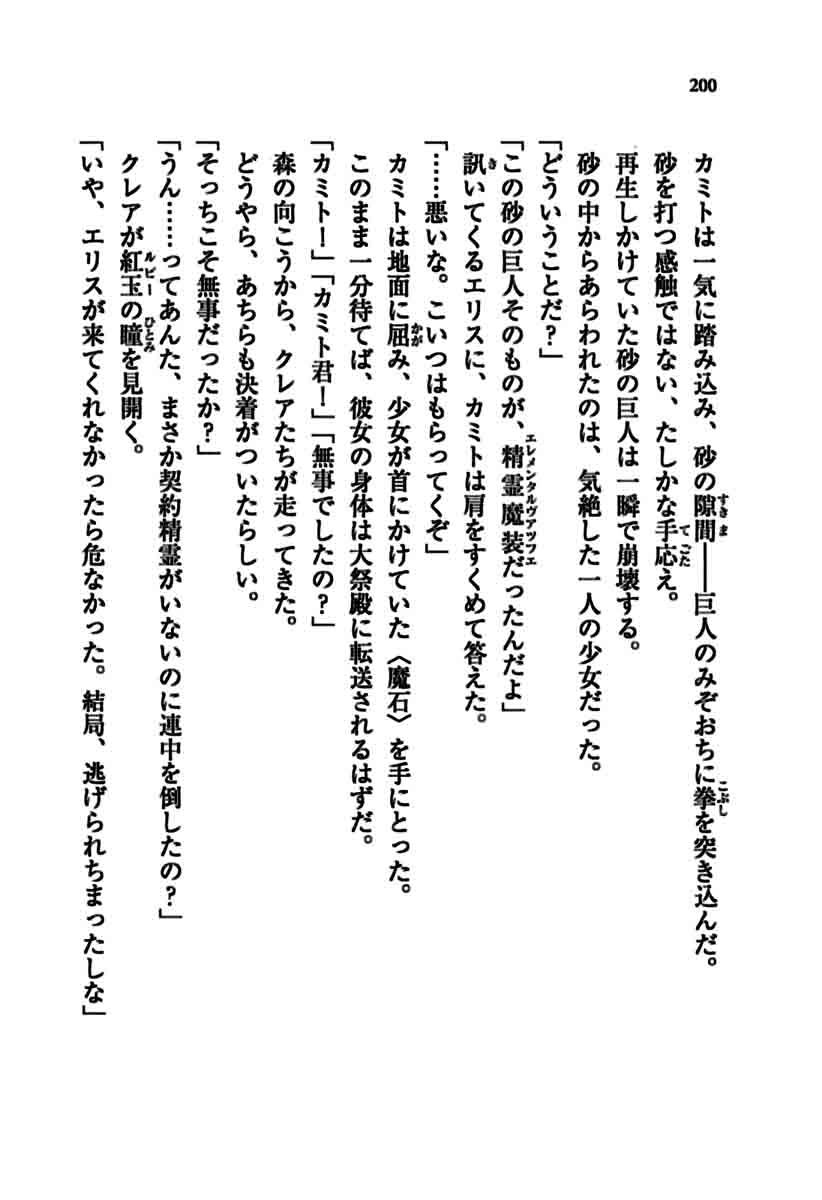 200
カミトは一気に踏み込み、砂の隙間――巨人のみぞおちに拳を突き込んだ。
砂を打つ感触ではない、たしかな手応え。
再生しかけていた砂の巨人は一瞬で崩壊する。
砂の中からあらわれたのは、気絶した一人の少女だった。
「どういうことだ？」
「この砂の巨人そのものが、精霊魔装だったんだよ」
訊いてくるエリスに、カミトは肩をすくめて答えた。
「……悪いな。こいつはもらってくぞ」
カミトは地面に屈み、少女が首にかけていた〈魔石〉を手にとった。
このまま一分待てば、彼女の身体は大祭殿に転送されるはずだ。
「カミト！」「カミト君！」「無事でしたの？」
森の向こうから、クレアたちが走ってきた。
どうやら、あちらも決着がついたらしい。
「そっちこそ無事だったか？」
「うん……ってあんた、まさか契約精霊がいないのに連中を倒したの？」
クレアが紅玉の瞳を見開く。
「いや、エリスが来てくれなかったら危なかった。結局、逃げられちまったしな」